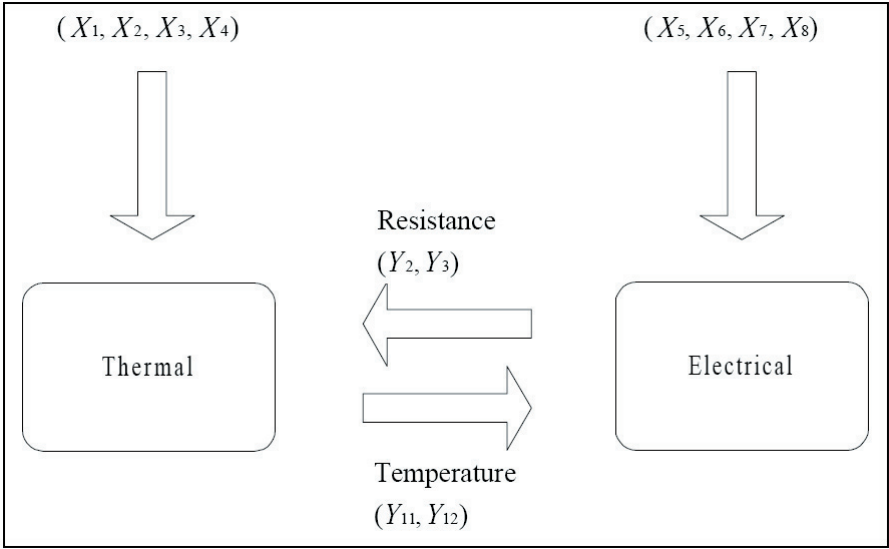 (X1, X2, X3, X4)
(X5, X6, X7, X8)
Resistance
(Y2, Y3)
Thermal
Electrical
Temperature
(Y11, Y12)